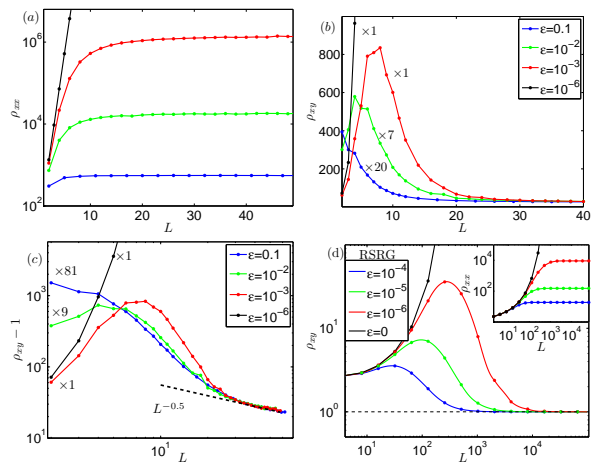 (a)
10^6
10^4
10^2
ρ_xx
10 20 30 40
L
(b)
1000
800
600
400
200
ρ_xy
×1
×1
×7
×20
ε=0.1
ε=10^-2
ε=10^-3
ε=10^-6
10 20 30 40
L
(c)
10^3
10^2
10^1
ρ_xy − 1
×81
×9
×1
×1
ε=0.1
ε=10^-2
ε=10^-3
ε=10^-6
L^-0.5
10^1
L
(d)
RSRG
ε=10^-4
ε=10^-5
ε=10^-6
ε=0
10^1
10^0
ρ_xy
10^1 10^2 10^3 10^4
L
10^4
10^2
ρ_xx
10^1 10^2 10^3 10^4
L